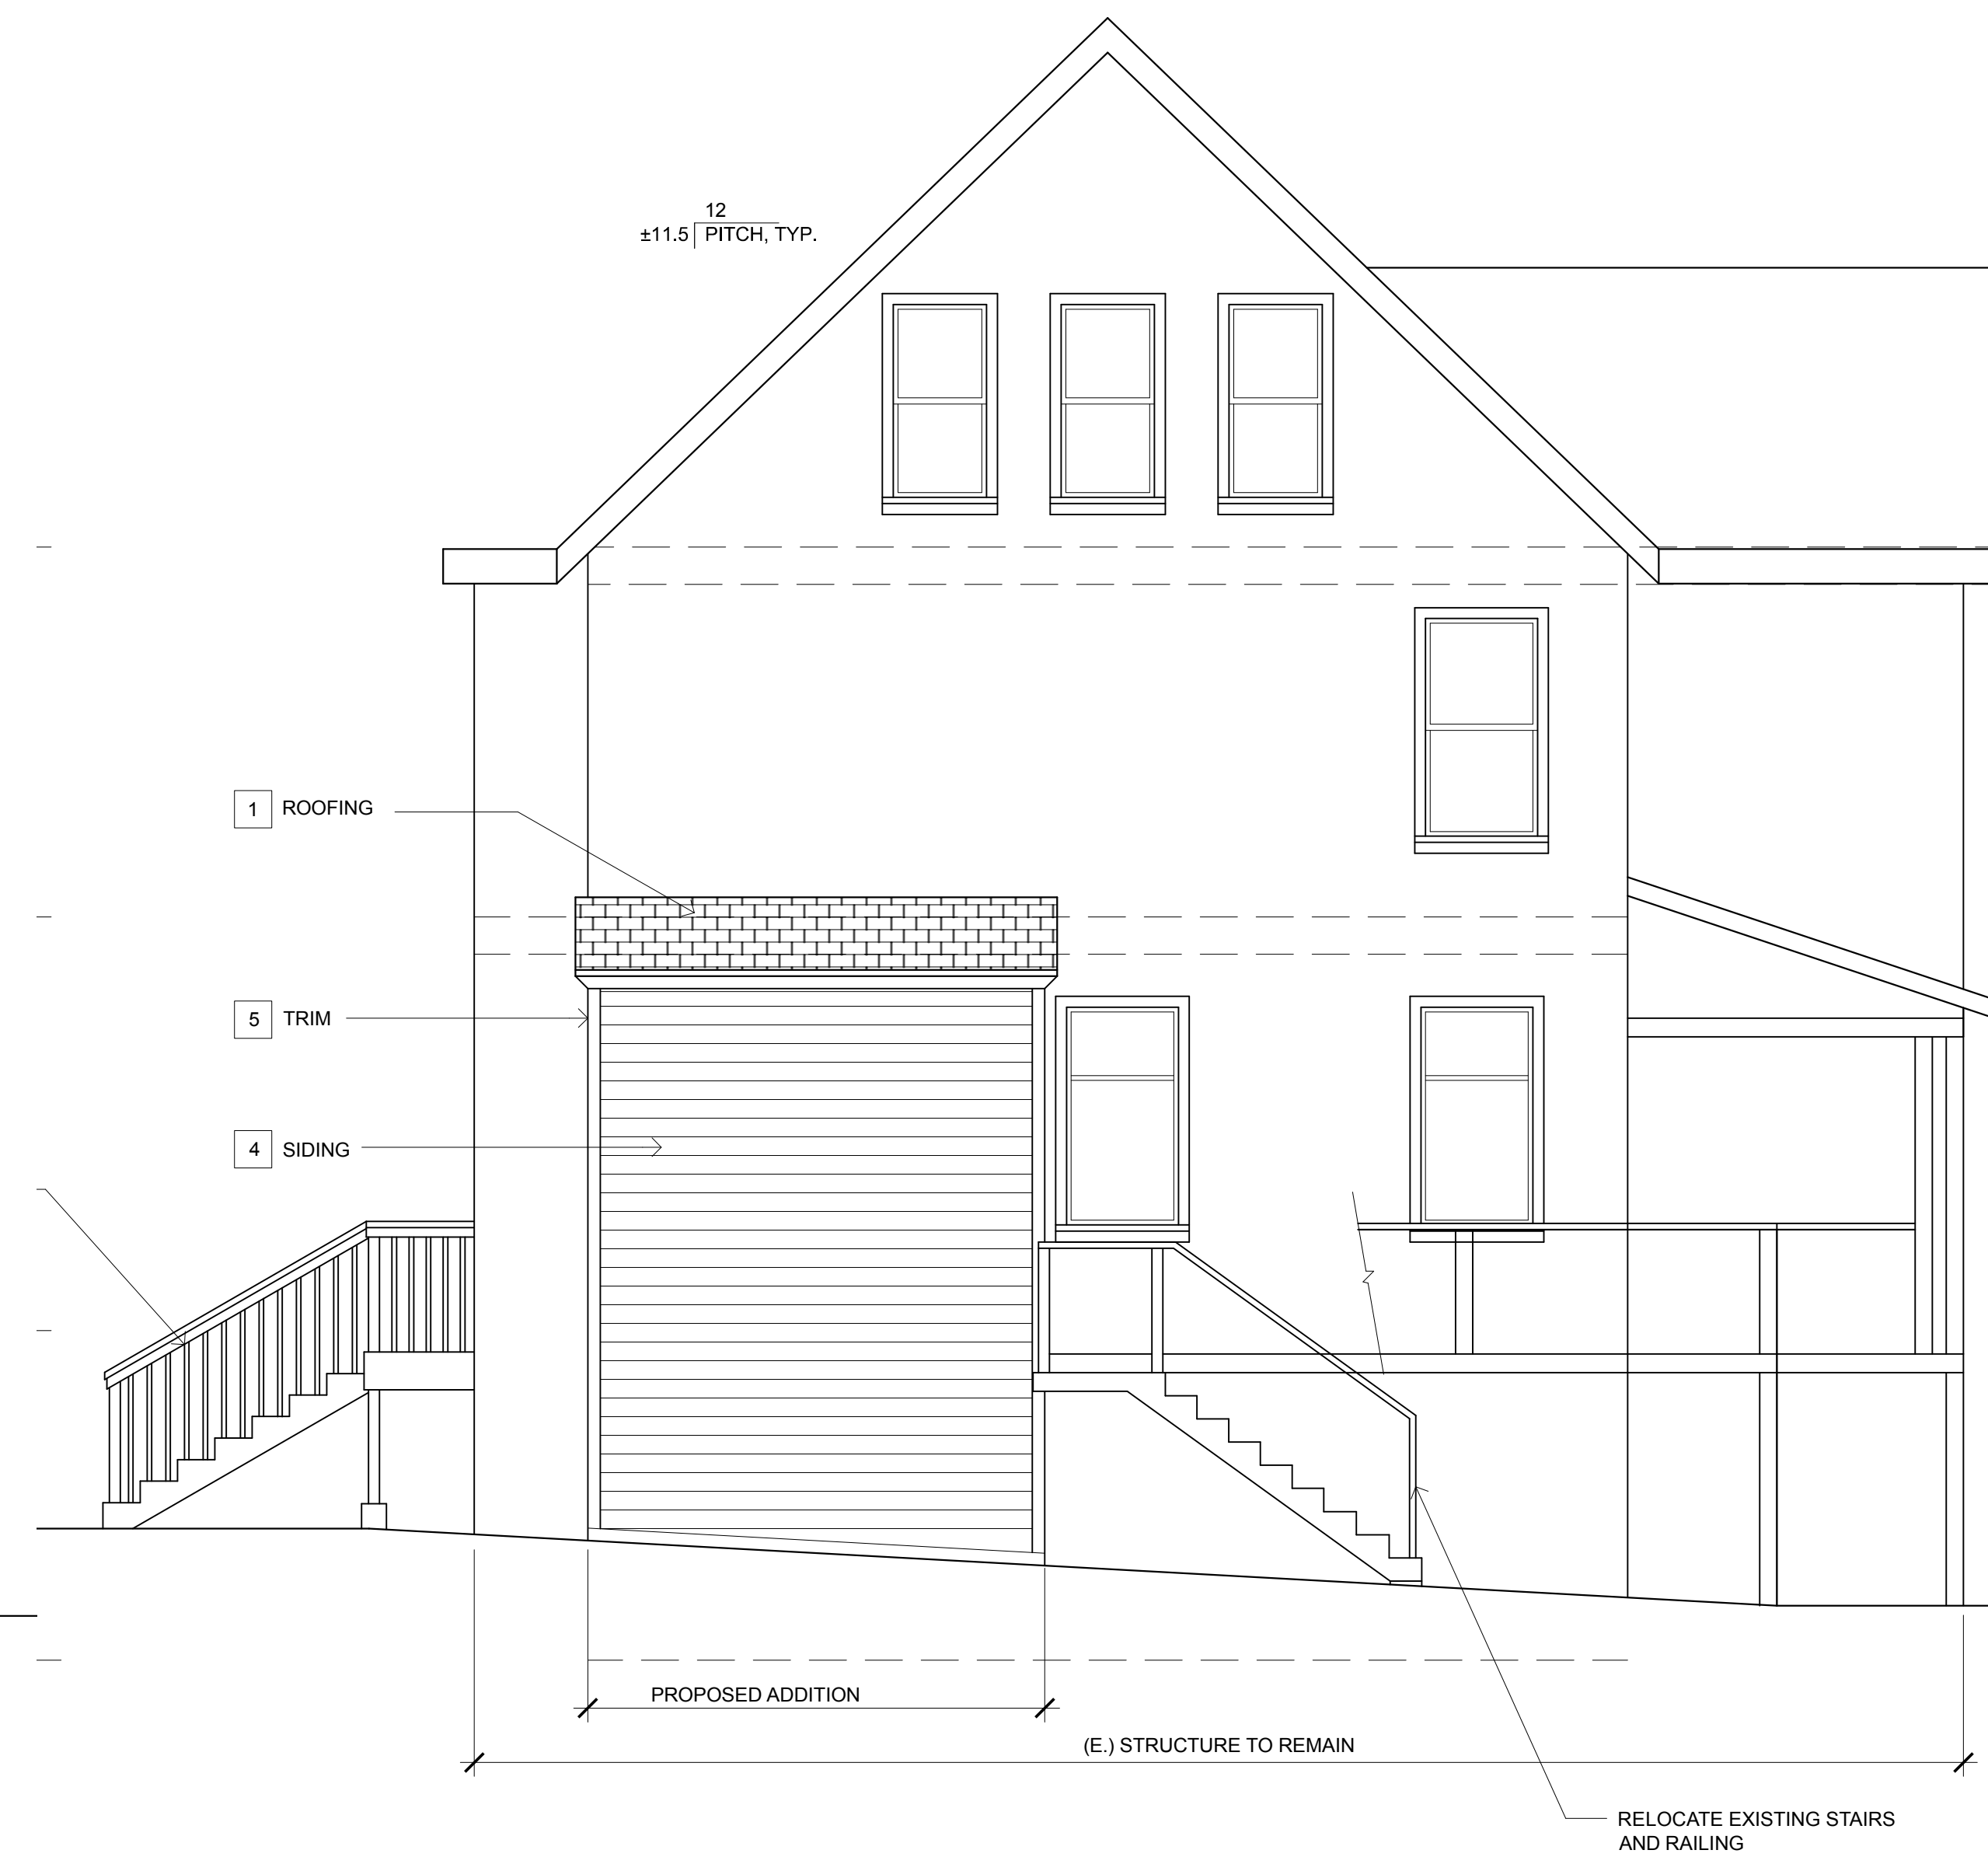 12
±11.5 PITCH, TYP.
1 ROOFING
5 TRIM
4 SIDING
PROPOSED ADDITION
(E.) STRUCTURE TO REMAIN
RELOCATE EXISTING STAIRS
AND RAILING